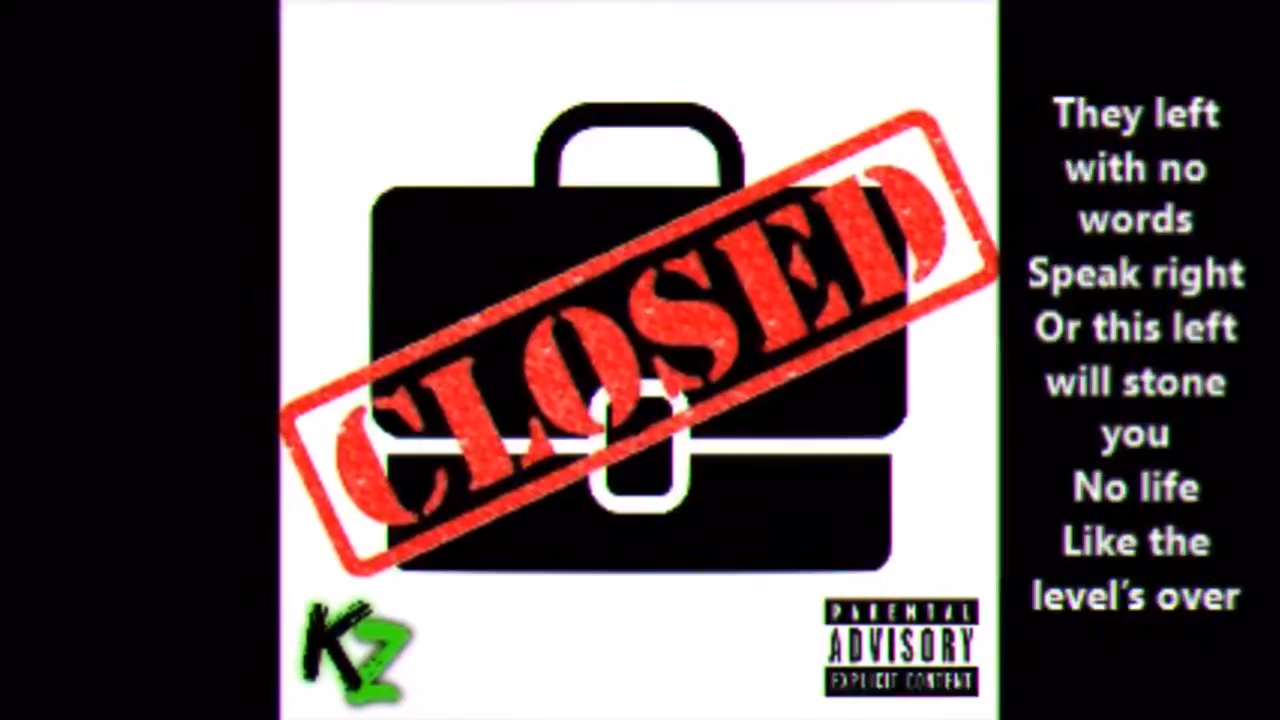 CLOSED
KZ
PARENTAL
ADVISORY
EXPLICIT CONTENT
They left
with no
words
Speak right
Or this left
will stone
you
No life
Like the
level's over